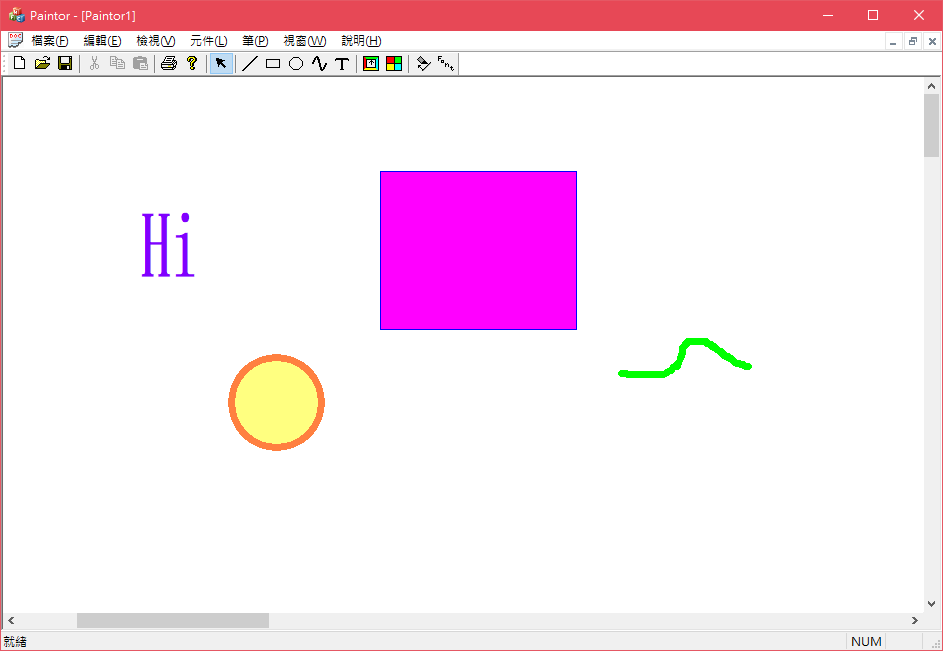 Paintor - [Paintor1]
檔案(F) 編輯(E) 檢視(V) 元件(L) 筆(P) 視窗(W) 說明(H)
Hi
就緒 NUM